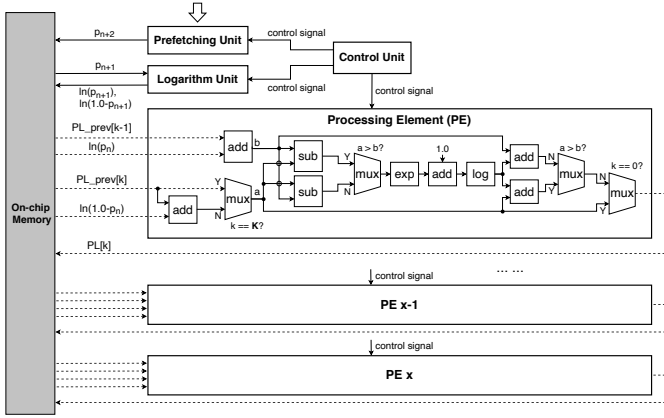 p_{n+2}
Prefetching Unit
control signal
Control Unit
p_{n+1}
Logarithm Unit
control signal
ln(p_{n+1}),
ln(1.0-p_{n+1})
control signal
Processing Element (PE)
PL_prev[k-1]
ln(p_n)
add
b
sub
sub
a > b?
Y
N
mux
exp
1.0
add
log
add
add
a > b?
N
Y
mux
k == 0?
N
Y
mux
PL_prev[k]
ln(1.0-p_n)
add
Y
N
mux
a
k == K?
On-chip
Memory
PL[k]
control signal
... ...
PE x-1
control signal
PE x